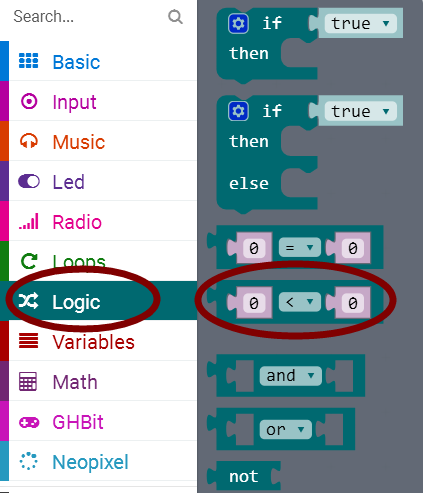 Search...
Basic
Input
Music
Led
Radio
Loops
Logic
Variables
Math
GHBit
Neopixel
if true
then
if true
then
else
0 = 0
0 < 0
and
or
not